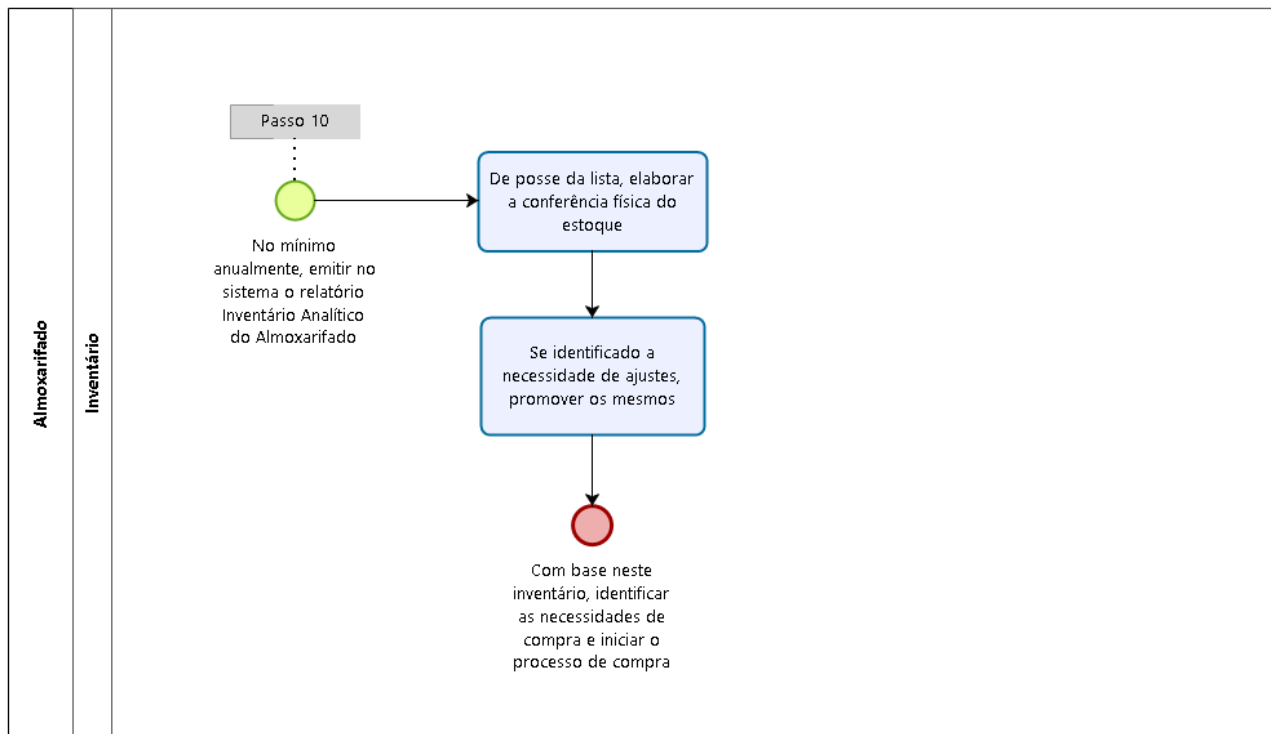 Almoxarifado
Inventário
Passo 10
No mínimo
anualmente, emitir no
sistema o relatório
Inventário Analítico
do Almoxarifado
De posse da lista, elaborar
a conferência física do
estoque
Se identificado a
necessidade de ajustes,
promover os mesmos
Com base neste
inventário, identificar
as necessidades de
compra e iniciar o
processo de compra